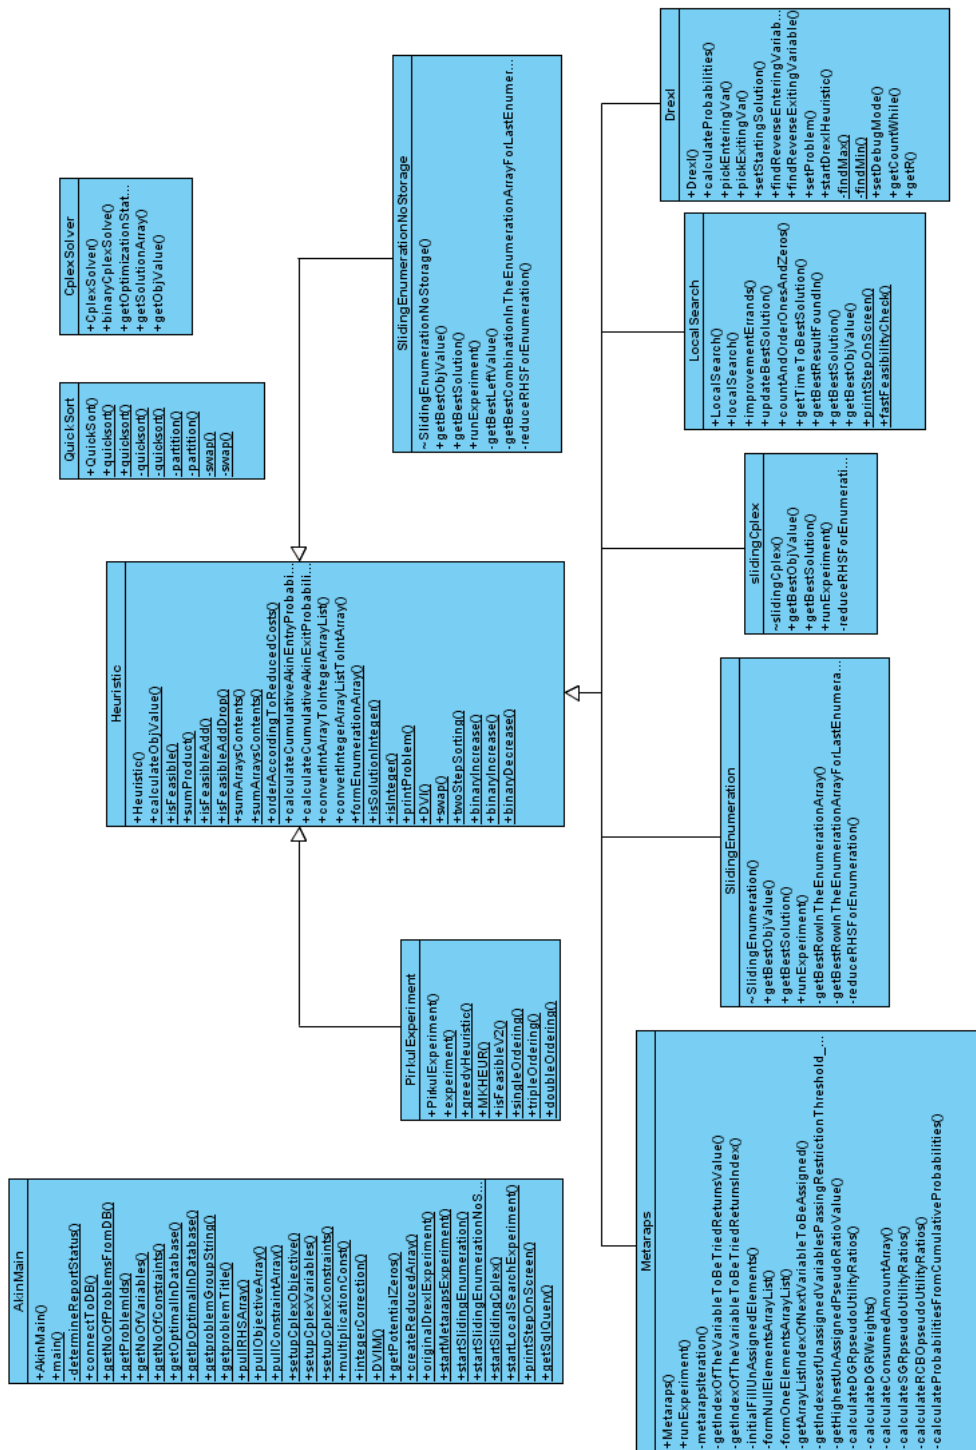 AkinMain
+AkinMain()
+main()
-determineReportStatus()
+connectToDB()
+getNoOfProblemsFromDB()
+getProblemIds()
+getNoOfVariables()
+getNoOfConstraints()
+getOptimalInDatabase()
+getlpOptimalInDatabase()
+getproblemGroupString()
+getproblemTitle()
+pullRHSArray()
+pullObjectiveArray()
+pullConstraintArray()
+setupCplexObjective()
+setupCplexVariables()
+setupCplexConstraints()
+multiplicationConst()
+integerCorrection()
+DVIM()
+getPotentialZeros()
+createReducedArray()
+originalDrexlExperiment()
+startMetarapsExperiment()
+startSlidingEnumeration()
+startSlidingEnumerationNoS...
+startSlidingCplex()
+startLocalSearchExperiment()
+printStepOnScreen()
+getSqlQuery()
PirkulExperiment
+PirkulExperiment()
+experiment()
+greedyHeuristic()
+MKHEUR()
+isFeasibleV2()
+singleOrdering()
+tripleOrdering()
+doubleOrdering()
Heuristic
+Heuristic()
+calculateObjValue()
+isFeasible()
+sumProduct()
+isFeasibleAdd()
+isFeasibleAddDrop()
+sumArraysContents()
+sumArraysContents()
+orderAccordingToReducedCosts()
+calculateCumulativeAkinEntryProbabi...
+calculateCumulativeAkinExitProbabili...
+convertIntArrayToIntegerArrayList()
+convertIntegerArrayListToIntArray()
+formEnumerationArray()
+isSolutionInteger()
+isInteger()
+printProblem()
+DVI()
+swap()
+twoStepSorting()
+binaryIncrease()
+binaryIncrease()
+binaryDecrease()
QuickSort
+QuickSort()
+quicksort()
+quicksort()
-quicksort()
-quicksort()
-partition()
-partition()
-swap()
-swap()
CplexSolver
+CplexSolver()
+binaryCplexSolve()
+getOptimizationStat...
+getSolutionArray()
+getObjValue()
SlidingEnumerationNoStorage
~SlidingEnumerationNoStorage()
+getBestObjValue()
+getBestSolution()
+runExperiment()
-getBestLeftValue()
-getBestCombinationInTheEnumerationArrayForLastEnumer...
-reduceRHSForEnumeration()
Metaraps
+Metaraps()
+runExperiment()
-metarapsIteration()
-getIndexOfTheVariableToBeTriedReturnsValue()
-getIndexOfTheVariableToBeTriedReturnsIndex()
-initialFillUnAssignedElements()
-formNullElementsArrayList()
-formOneElementsArrayList()
-getArrayListIndexOfNextVariableToBeAssigned()
-getIndexesofUnassignedVariablesPassingRestrictionThreshold_...
-getHighestUnAssignedPseudoRatioValue()
-calculateDGRpseudoUtilityRatios()
-calculateDGRWeights()
-calculateConsumedAmountArray()
-calculateSGRpseudoUtilityRatios()
-calculateRCBOpseudoUtilityRatios()
-calculateProbabilitiesFromCumulativeProbabilities()
SlidingEnumeration
~SlidingEnumeration()
+getBestObjValue()
+getBestSolution()
+runExperiment()
-getBestRowInTheEnumerationArray()
-getBestRowInTheEnumerationArrayForLastEnumera...
-reduceRHSForEnumeration()
slidingCplex
~slidingCplex()
+getBestObjValue()
+getBestSolution()
+runExperiment()
-reduceRHSForEnumerati...
LocalSearch
+LocalSearch()
+localSearch()
+improvementErrands()
+updateBestSolution()
+countAndOrderOnesAndZeros()
+getTimeToBestSolution()
+getBestResultFoundIn()
+getBestSolution()
+getBestObjValue()
+printStepOnScreen()
+fastFeasibilityCheck()
Drexl
+Drexl()
+calculateProbabilities()
+pickEnteringVar()
+pickExitingVar()
+setStartingSolution()
+findReverseEnteringVariab...
+findReverseExitingVariable()
+setProblem()
+startDrexlHeuristic()
-findMax()
-findMin()
+setDebugMode()
+getCountWhile()
+getR()